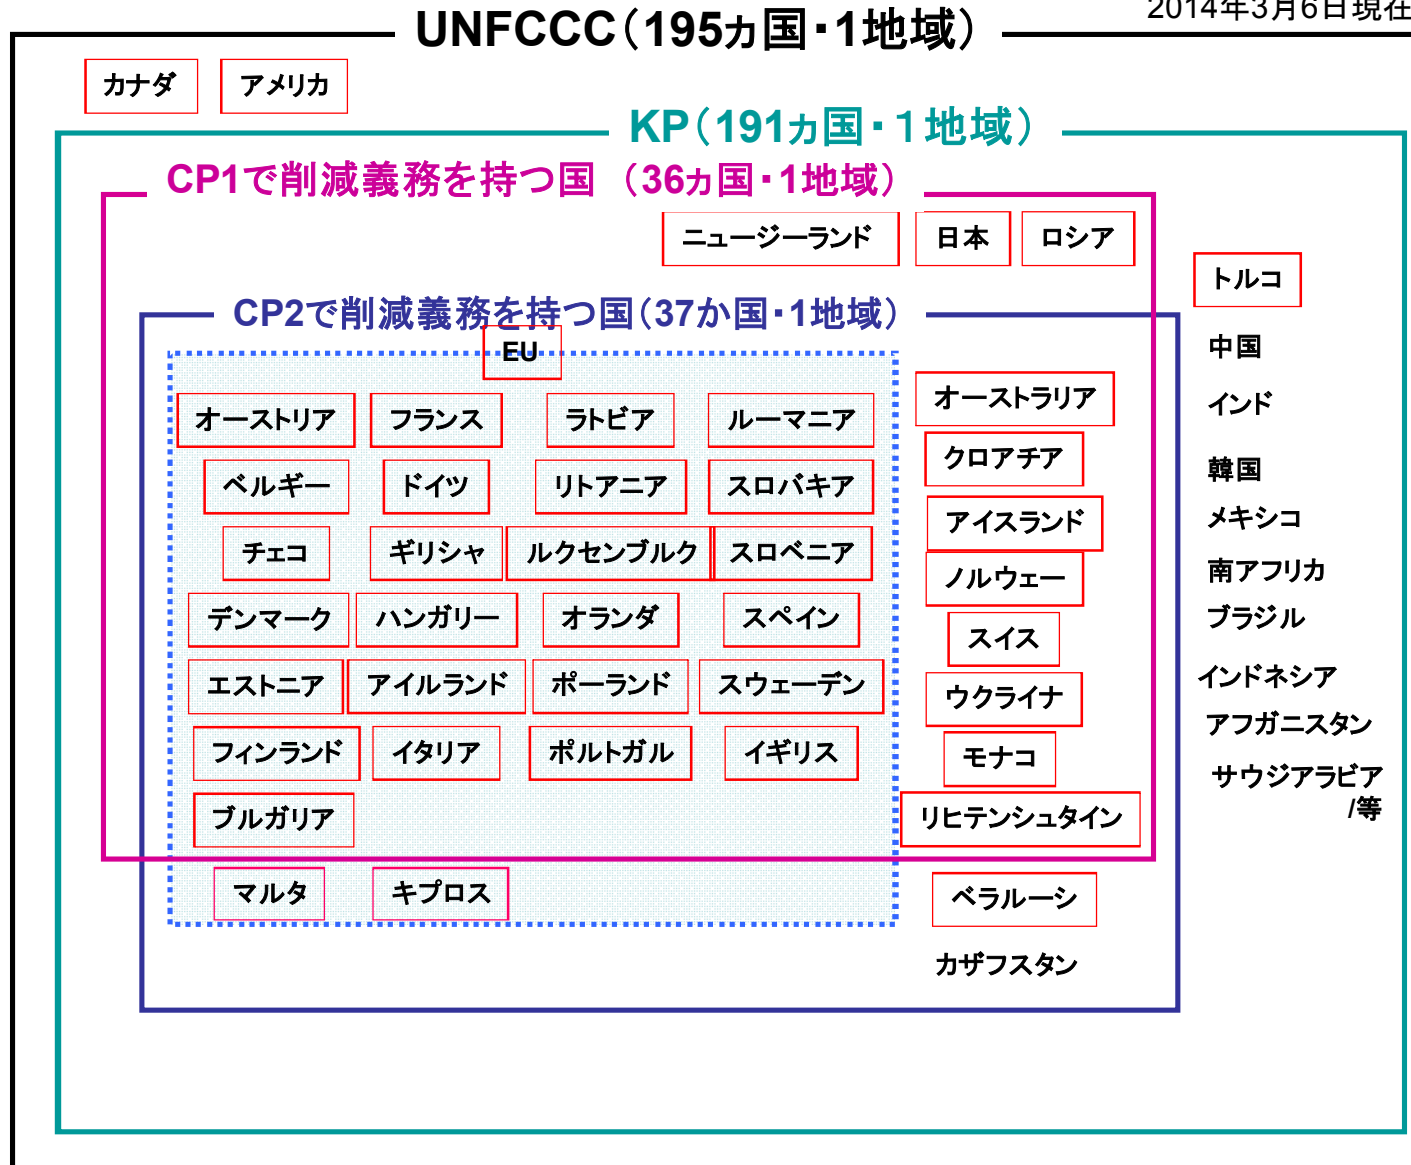 2014年3月6日現在
UNFCCC(195ヵ国・1地域)
カナダ アメリカ
KP(191ヵ国・１地域)
CP1で削減義務を持つ国 (36ヵ国・1地域)
ニュージーランド 日本 ロシア
CP2で削減義務を持つ国(37か国・1地域)
EU
オーストリア フランス ラトビア ルーマニア
ベルギー ドイツ リトアニア スロバキア
チェコ ギリシャ ルクセンブルク スロベニア
デンマーク ハンガリー オランダ スペイン
エストニア アイルランド ポーランド スウェーデン
フィンランド イタリア ポルトガル イギリス
ブルガリア
マルタ キプロス
オーストラリア
クロアチア
アイスランド
ノルウェー
スイス
ウクライナ
モナコ
リヒテンシュタイン
ベラルーシ
カザフスタン
トルコ
中国
インド
韓国
メキシコ
南アフリカ
ブラジル
インドネシア
アフガニスタン
サウジアラビア
/等